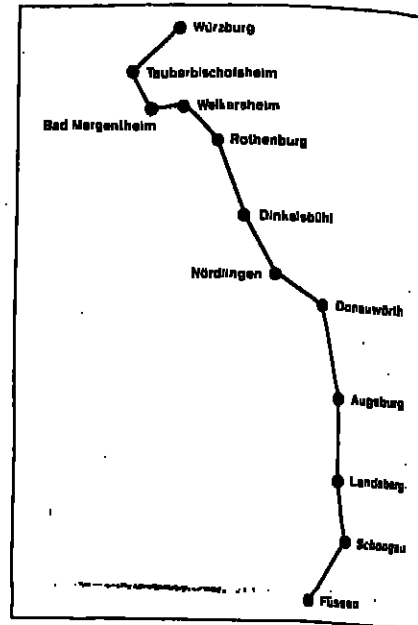 Würzburg
Tauberbischofsheim
Bad Mergentheim
Weikersheim
Rothenburg
Dinkelsbühl
Nördlingen
Donauwörth
Augsburg
Landsberg
Schongau
Füssen